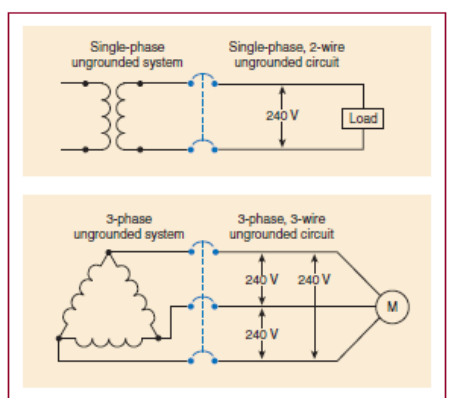 Single-phase
ungrounded system
Single-phase, 2-wire
ungrounded circuit
240 V
Load
3-phase
ungrounded system
3-phase, 3-wire
ungrounded circuit
240 V
240 V
M
240 V